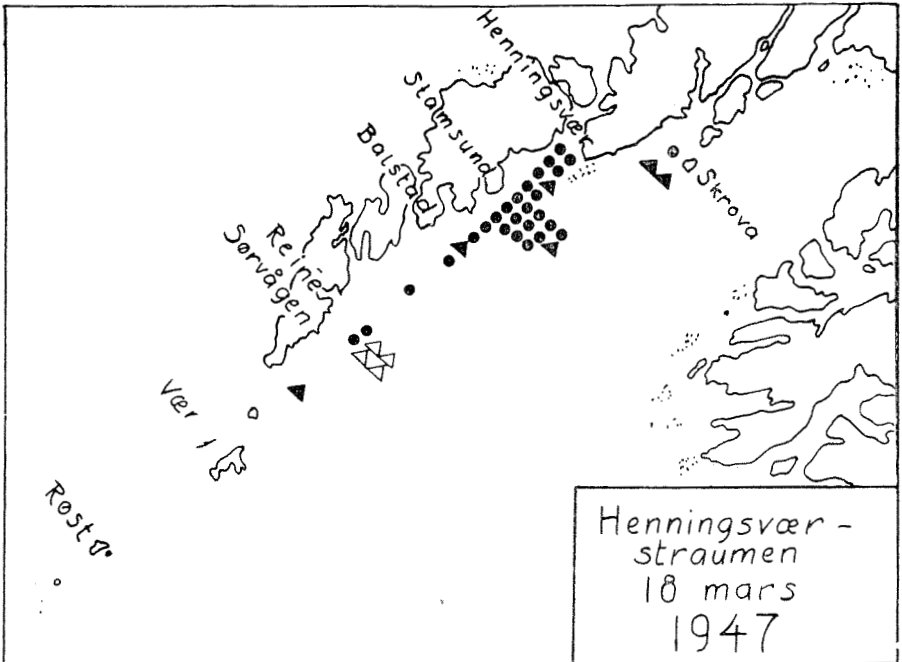 Henningsvær
Stamsund
Balstad
Reine
Sørvågen
Skrova
Vær y
Røst
Henningsvær -
straumen
18 mars
1947